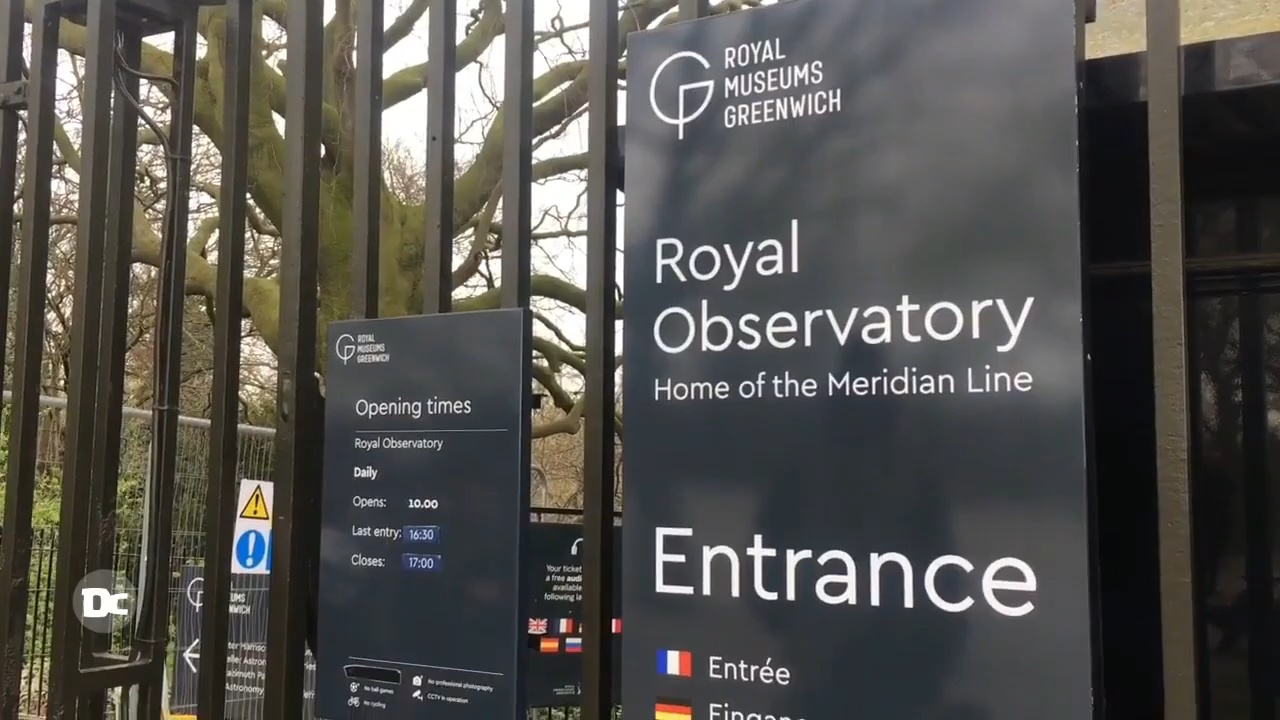 ROYAL
MUSEUMS
GREENWICH
Royal
Observatory
Home of the Meridian Line
Entrance
Entrée
ROYAL
MUSEUMS
GREENWICH
Opening times
Royal Observatory
Daily
Opens: 10.00
Last entry: 16:30
Closes: 17:00
No ball games
No cycling
No professional photography
CCTV in operation
Your ticket
a free
available
following
DC